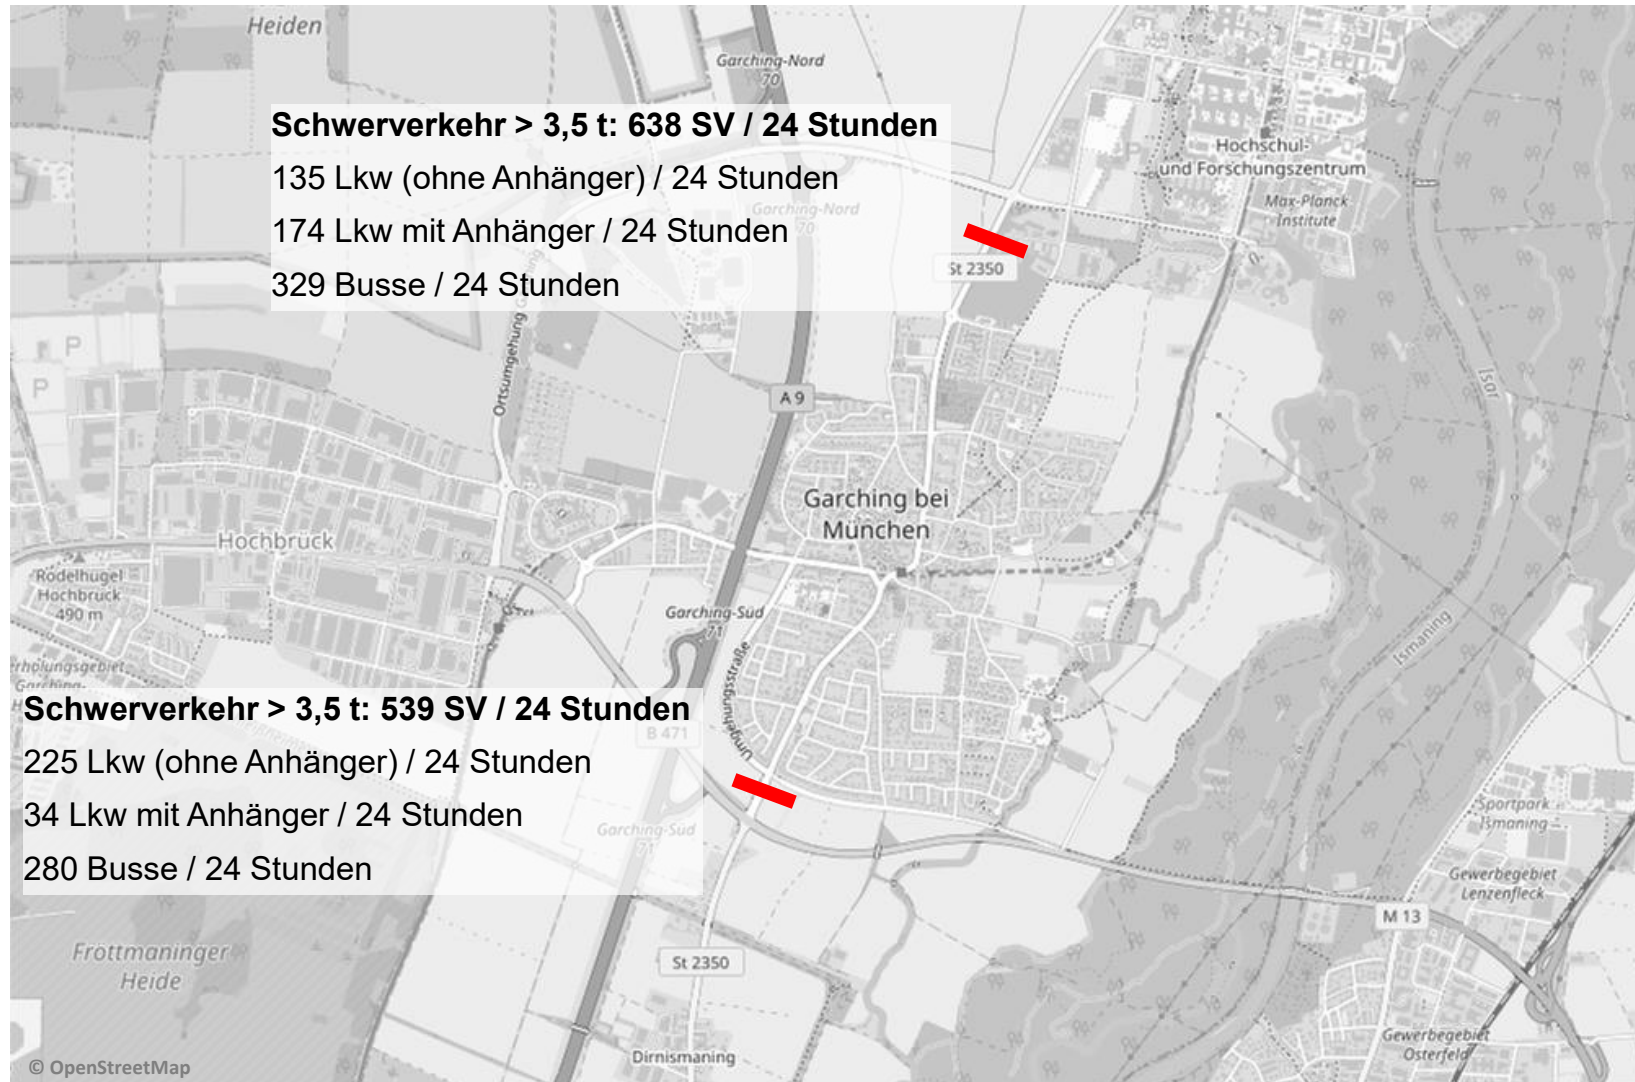 Heiden
Garching-Nord
70
Schwerverkehr > 3,5 t: 638 SV / 24 Stunden
135 Lkw (ohne Anhänger) / 24 Stunden
174 Lkw mit Anhänger / 24 Stunden
329 Busse / 24 Stunden
Garching-Nord
70
P
Hochschul-
und Forschungszentrum
Max-Planck
Institute
St 2350
Ortsumgehung
P
P
A 9
Isar
Garching bei
München
Hochbrück
Rodelhügel
Hochbrück
490 m
Garching-Süd
71
Umgehungsstraße
Ismaning
Schwerverkehr > 3,5 t: 539 SV / 24 Stunden
225 Lkw (ohne Anhänger) / 24 Stunden
34 Lkw mit Anhänger / 24 Stunden
280 Busse / 24 Stunden
B 471
Garching-Süd
71
Sportpark
Ismaning
Gewerbegebiet
Lenzenfleck
M 13
Fröttmaninger
Heide
St 2350
Dirnismaning
Gewerbegebiet
Osterfeld
© OpenStreetMap